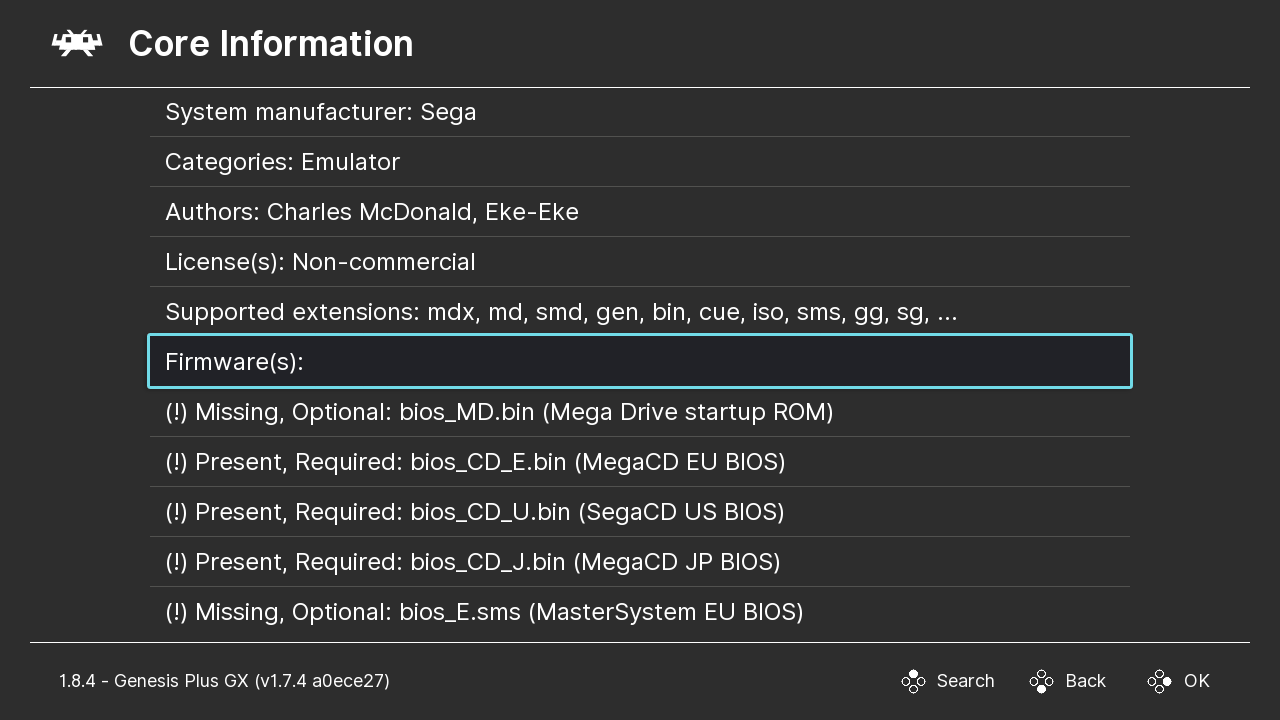 Core Information
System manufacturer: Sega
Categories: Emulator
Authors: Charles McDonald, Eke-Eke
License(s): Non-commercial
Supported extensions: mdx, md, smd, gen, bin, cue, iso, sms, gg, sg, ...
Firmware(s):
(!) Missing, Optional: bios_MD.bin (Mega Drive startup ROM)
(!) Present, Required: bios_CD_E.bin (MegaCD EU BIOS)
(!) Present, Required: bios_CD_U.bin (SegaCD US BIOS)
(!) Present, Required: bios_CD_J.bin (MegaCD JP BIOS)
(!) Missing, Optional: bios_E.sms (MasterSystem EU BIOS)
1.8.4 - Genesis Plus GX (v1.7.4 a0ece27) Search Back OK